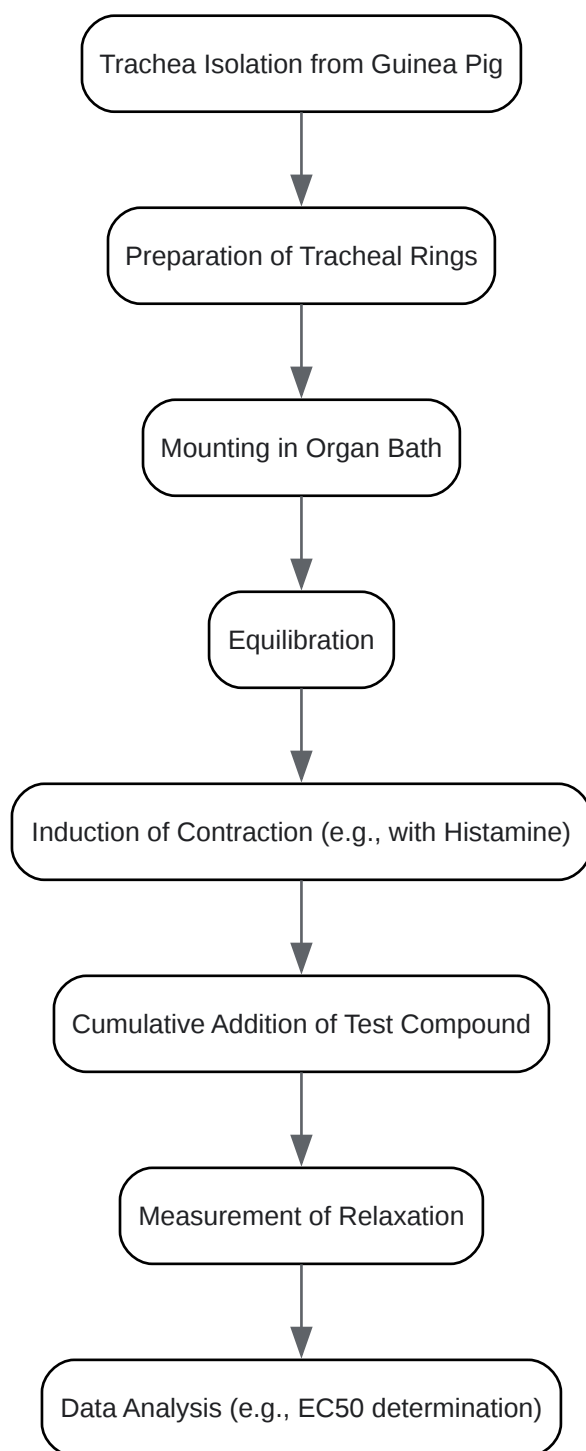 Trachea Isolation from Guinea Pig
Preparation of Tracheal Rings
Mounting in Organ Bath
Equilibration
Induction of Contraction (e.g., with Histamine)
Cumulative Addition of Test Compound
Measurement of Relaxation
Data Analysis (e.g., EC50 determination)